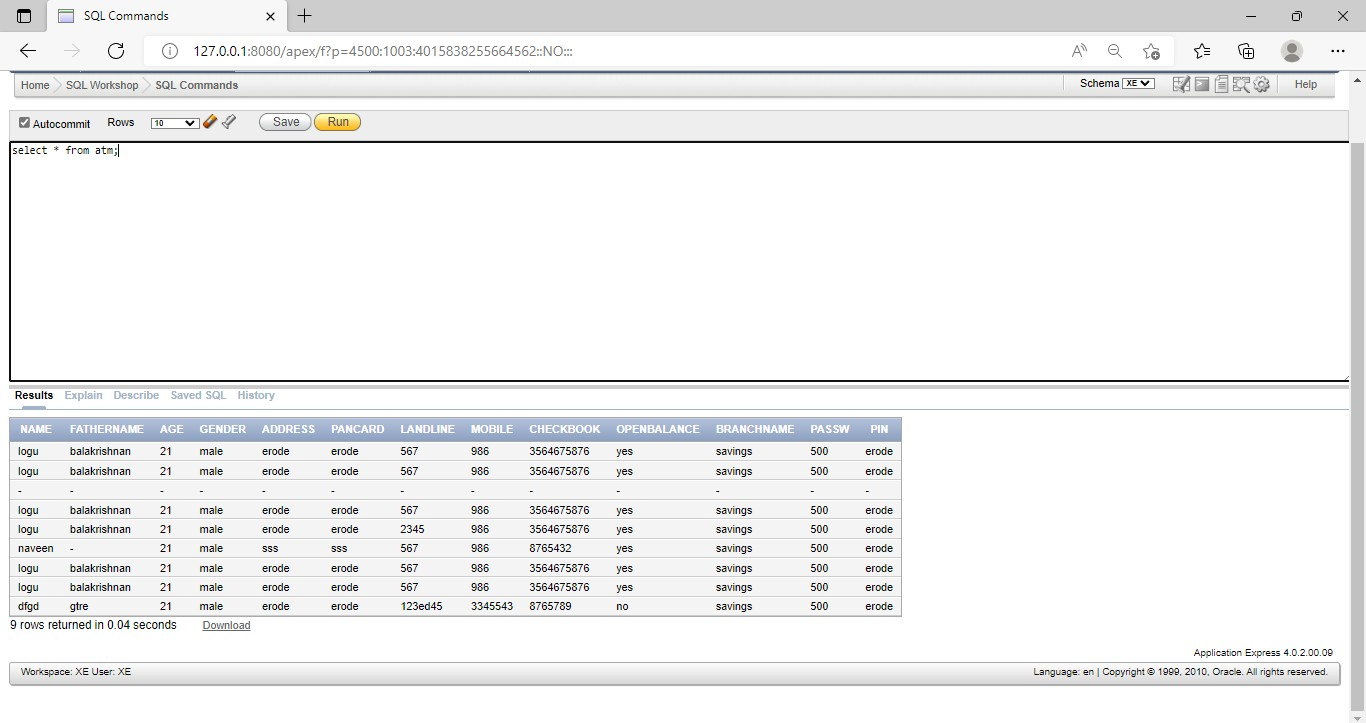 SQL Commands
127.0.0.1:8080/apex/f?p=4500:1003:4015838255664562::NO:::
Home SQL Workshop SQL Commands Schema XE Help
Autocommit Rows 10 Save Run
select * from atm;
Results Explain Describe Saved SQL History
NAME FATHERNAME AGE GENDER ADDRESS PANCARD LANDLINE MOBILE CHECKBOOK OPENBALANCE BRANCHNAME PASSW PIN
logu balakrishnan 21 male erode erode 567 986 3564675876 yes savings 500 erode
logu balakrishnan 21 male erode erode 567 986 3564675876 yes savings 500 erode
- - - - - - - - - - - - -
logu balakrishnan 21 male erode erode 567 986 3564675876 yes savings 500 erode
logu balakrishnan 21 male erode erode 2345 986 3564675876 yes savings 500 erode
naveen - 21 male sss sss 567 986 8765432 yes savings 500 erode
logu balakrishnan 21 male erode erode 567 986 3564675876 yes savings 500 erode
logu balakrishnan 21 male erode erode 567 986 3564675876 yes savings 500 erode
dfgd gtre 21 male erode erode 123ed45 3345543 8765789 no savings 500 erode
9 rows returned in 0.04 seconds Download
Application Express 4.0.2.00.09
Workspace: XE User: XE Language: en | Copyright © 1999, 2010, Oracle. All rights reserved.